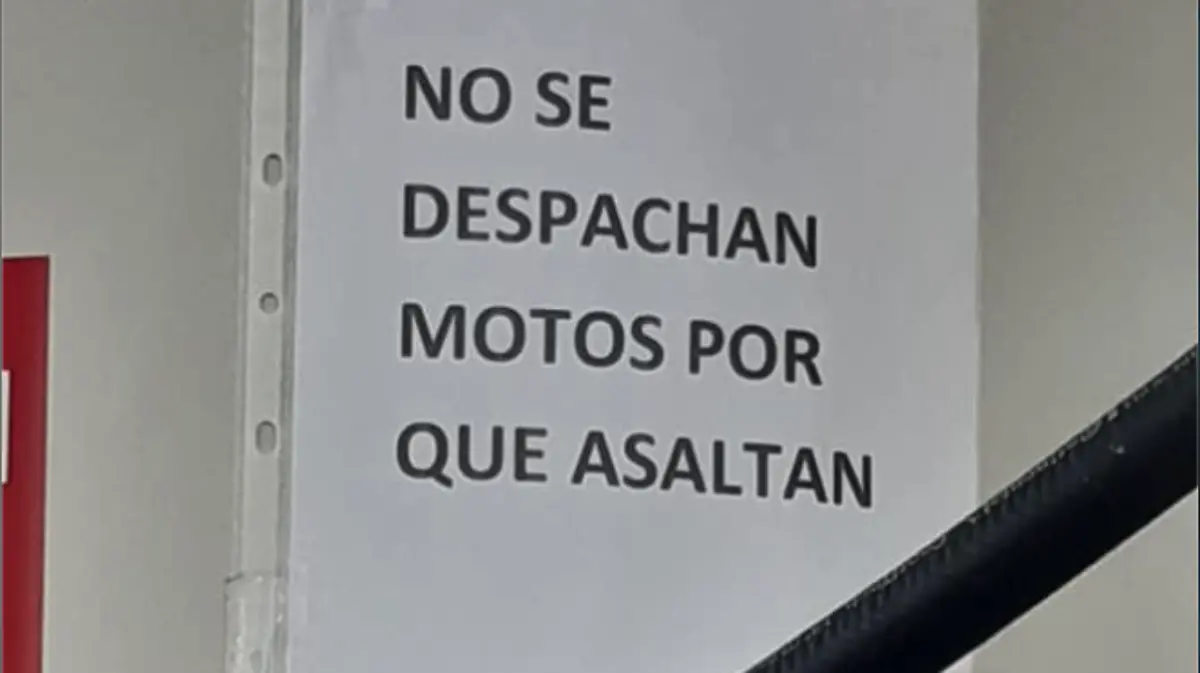 NO SE
DESPACHAN
MOTOS POR
QUE ASALTAN